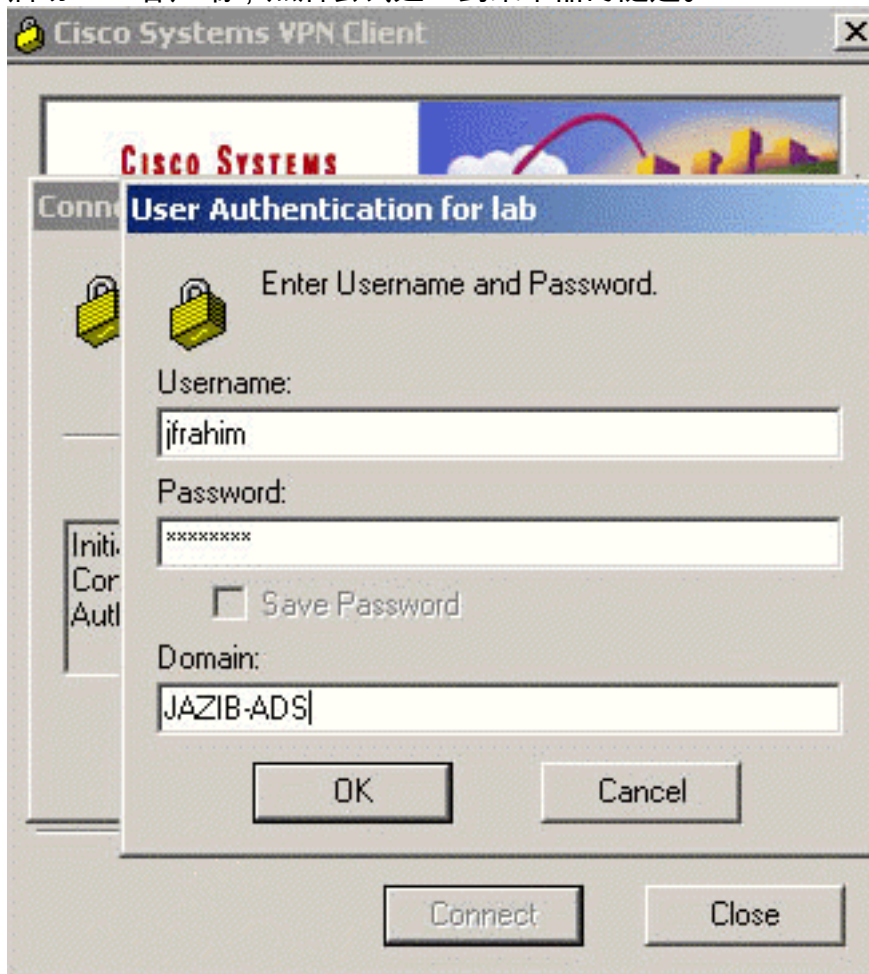 Cisco Systems VPN Client
CISCO SYSTEMS
User Authentication for lab
Enter Username and Password.
Username:
jfrahim
Password:
xxxxxxxx
Save Password
Domain:
JAZIB-ADS
OK
Cancel
Connect
Close